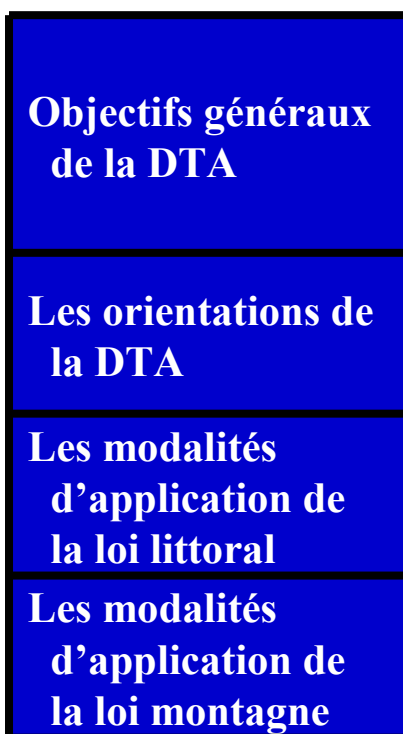 Objectifs généraux
de la DTA
Les orientations de
la DTA
Les modalités
d’application de
la loi littoral
Les modalités
d’application de
la loi montagne